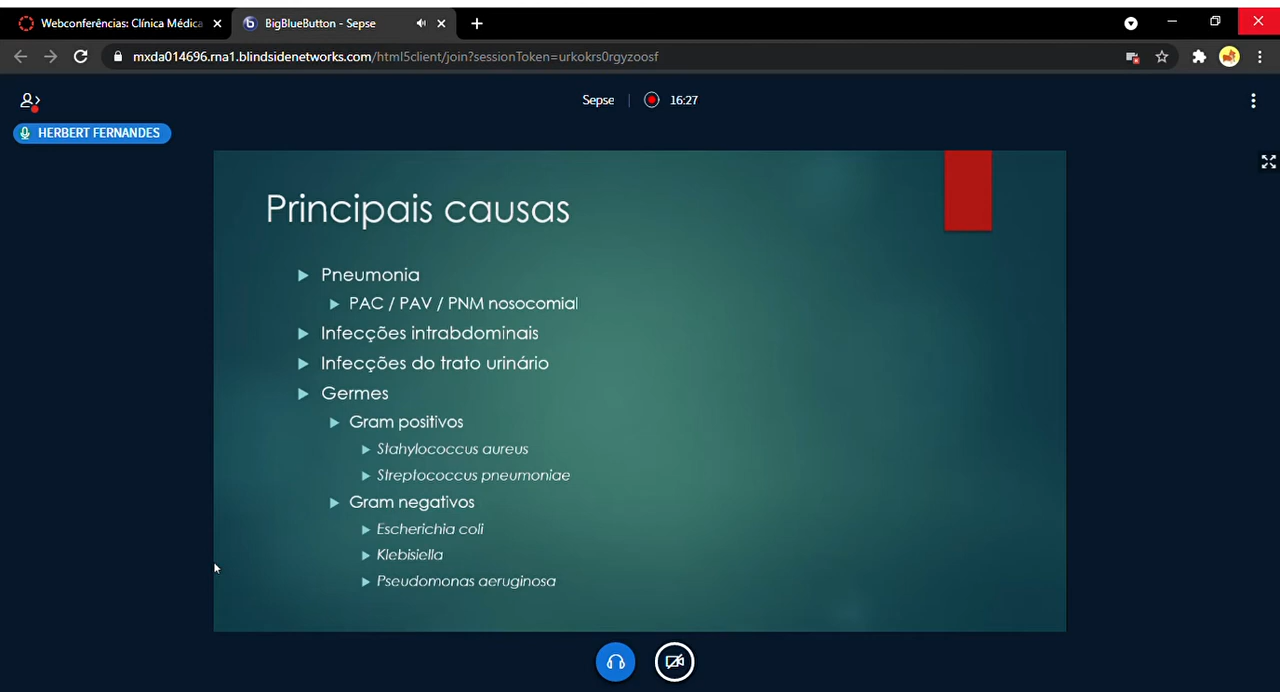 Webconferências: Clínica Médica
BigBlueButton - Sepse
mxda014696.rna1.blindsidenetworks.com/html5client/join?sessionToken=urkokrs0rgyzoosf
Sepse
16:27
HERBERT FERNANDES
Principais causas
Pneumonia
PAC / PAV / PNM nosocomial
Infecções intrabdominais
Infecções do trato urinário
Germes
Gram positivos
Stahylococcus aureus
Streptococcus pneumoniae
Gram negativos
Escherichia coli
Klebisiella
Pseudomonas aeruginosa